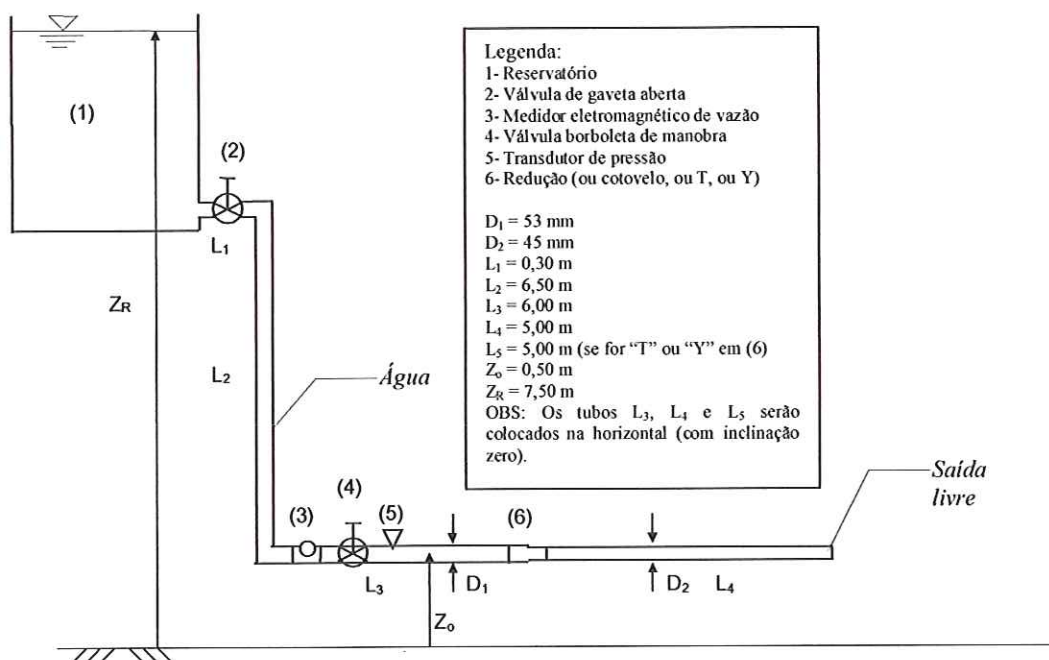 (1)
(2)
L₁
Z_R
L₂
Água
(3)
(4)
(5)
(6)
L₃
D₁
D₂
L₄
Z_o
Saída
livre
Legenda:
1- Reservatório
2- Válvula de gaveta aberta
3- Medidor eletromagnético de vazão
4- Válvula borboleta de manobra
5- Transdutor de pressão
6- Redução (ou cotovelo, ou T, ou Y)
D₁ = 53 mm
D₂ = 45 mm
L₁ = 0,30 m
L₂ = 6,50 m
L₃ = 6,00 m
L₄ = 5,00 m
L₅ = 5,00 m (se for “T” ou “Y” em (6)
Z_o = 0,50 m
Z_R = 7,50 m
OBS: Os tubos L₃, L₄ e L₅ serão
colocados na horizontal (com inclinação
zero).